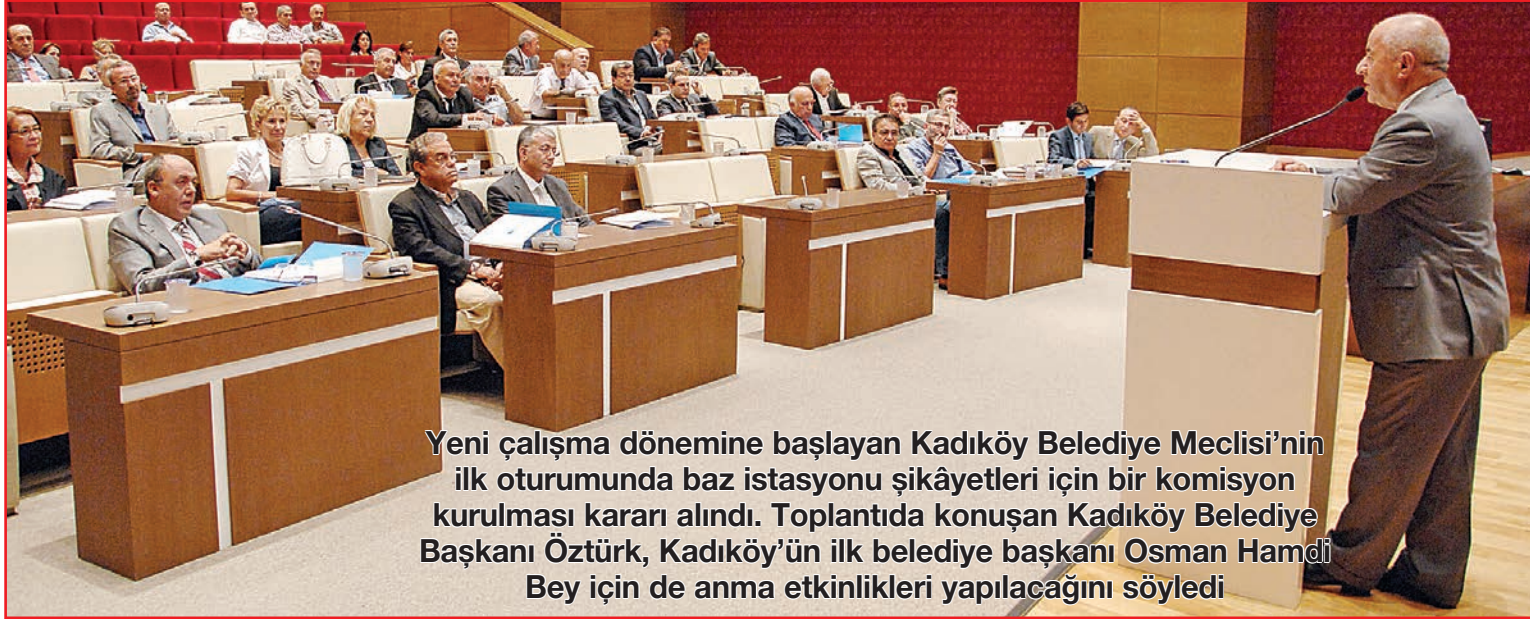 Yeni çalışma dönemine başlayan Kadıköy Belediye Meclisi’nin
ilk oturumunda baz istasyonu şikâyetleri için bir komisyon
kurulması kararı alındı. Toplantıda konuşan Kadıköy Belediye
Başkanı Öztürk, Kadıköy’ün ilk belediye başkanı Osman Hamdi
Bey için de anma etkinlikleri yapılacağını söyledi